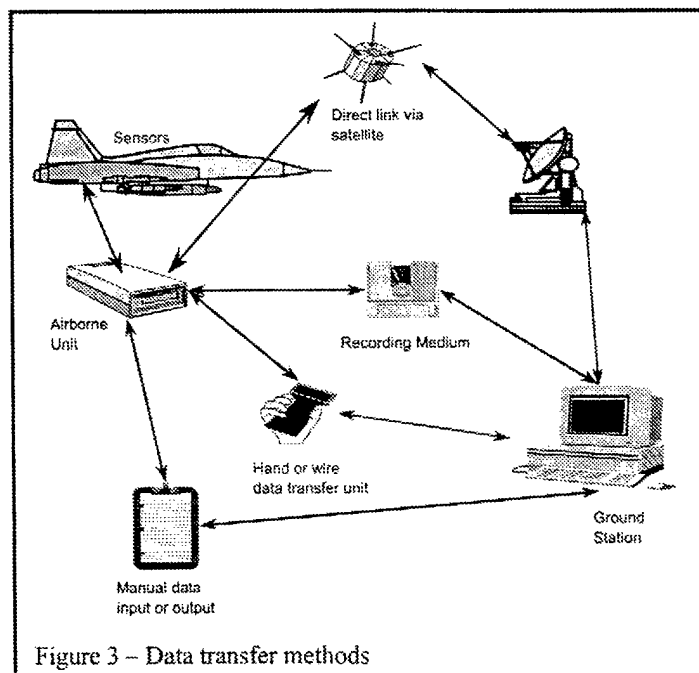 Direct link via
satellite
Sensors
Airborne
Unit
Recording Medium
Hand or wire
data transfer unit
Ground
Station
Manual data
input or output
Figure 3 – Data transfer methods